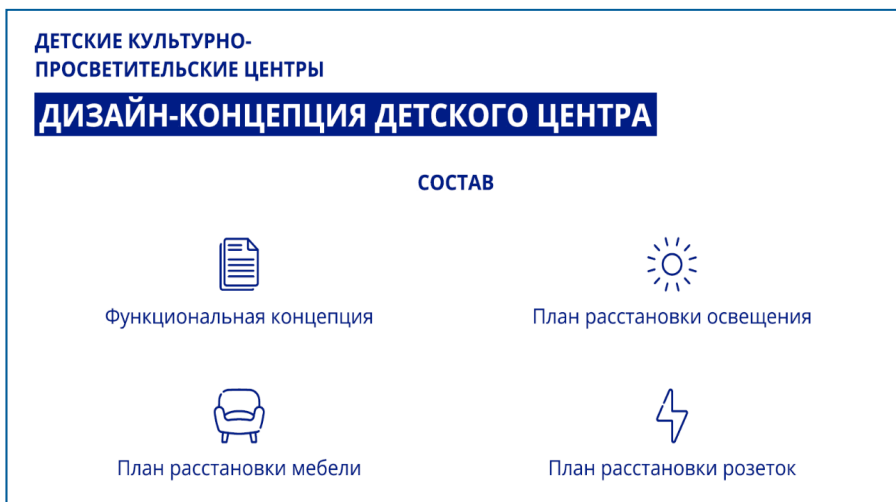 ДЕТСКИЕ КУЛЬТУРНО-
ПРОСВЕТИТЕЛЬСКИЕ ЦЕНТРЫ
ДИЗАЙН-КОНЦЕПЦИЯ ДЕТСКОГО ЦЕНТРА
СОСТАВ
Функциональная концепция
План расстановки освещения
План расстановки мебели
План расстановки розеток